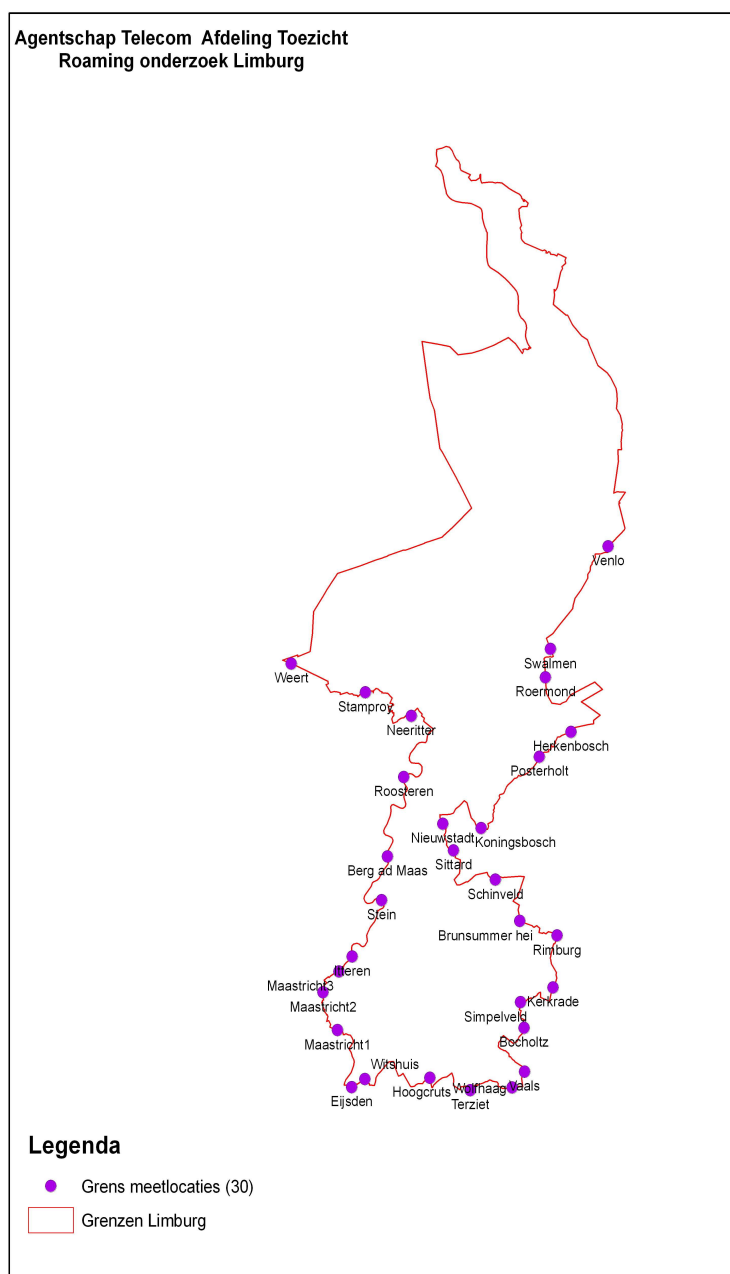 Agentschap Telecom Afdeling Toezicht
Roaming onderzoek Limburg
Venlo
Swalmen
Weert
Roermond
Stamproy
Neeritter
Herkenbosch
Posterholt
Roosteren
Nieuwstadt
Koningsbosch
Sittard
Berg ad Maas
Schinveld
Stein
Brunsummer hei
Rimburg
Itteren
Maastricht3
Maastricht2
Kerkrade
Simpelveld
Maastricht1
Bocholtz
Witshuis
Hoogcruts
Wolfhaag
Vaals
Eijsden
Terziet
Legenda
Grens meetlocaties (30)
Grenzen Limburg